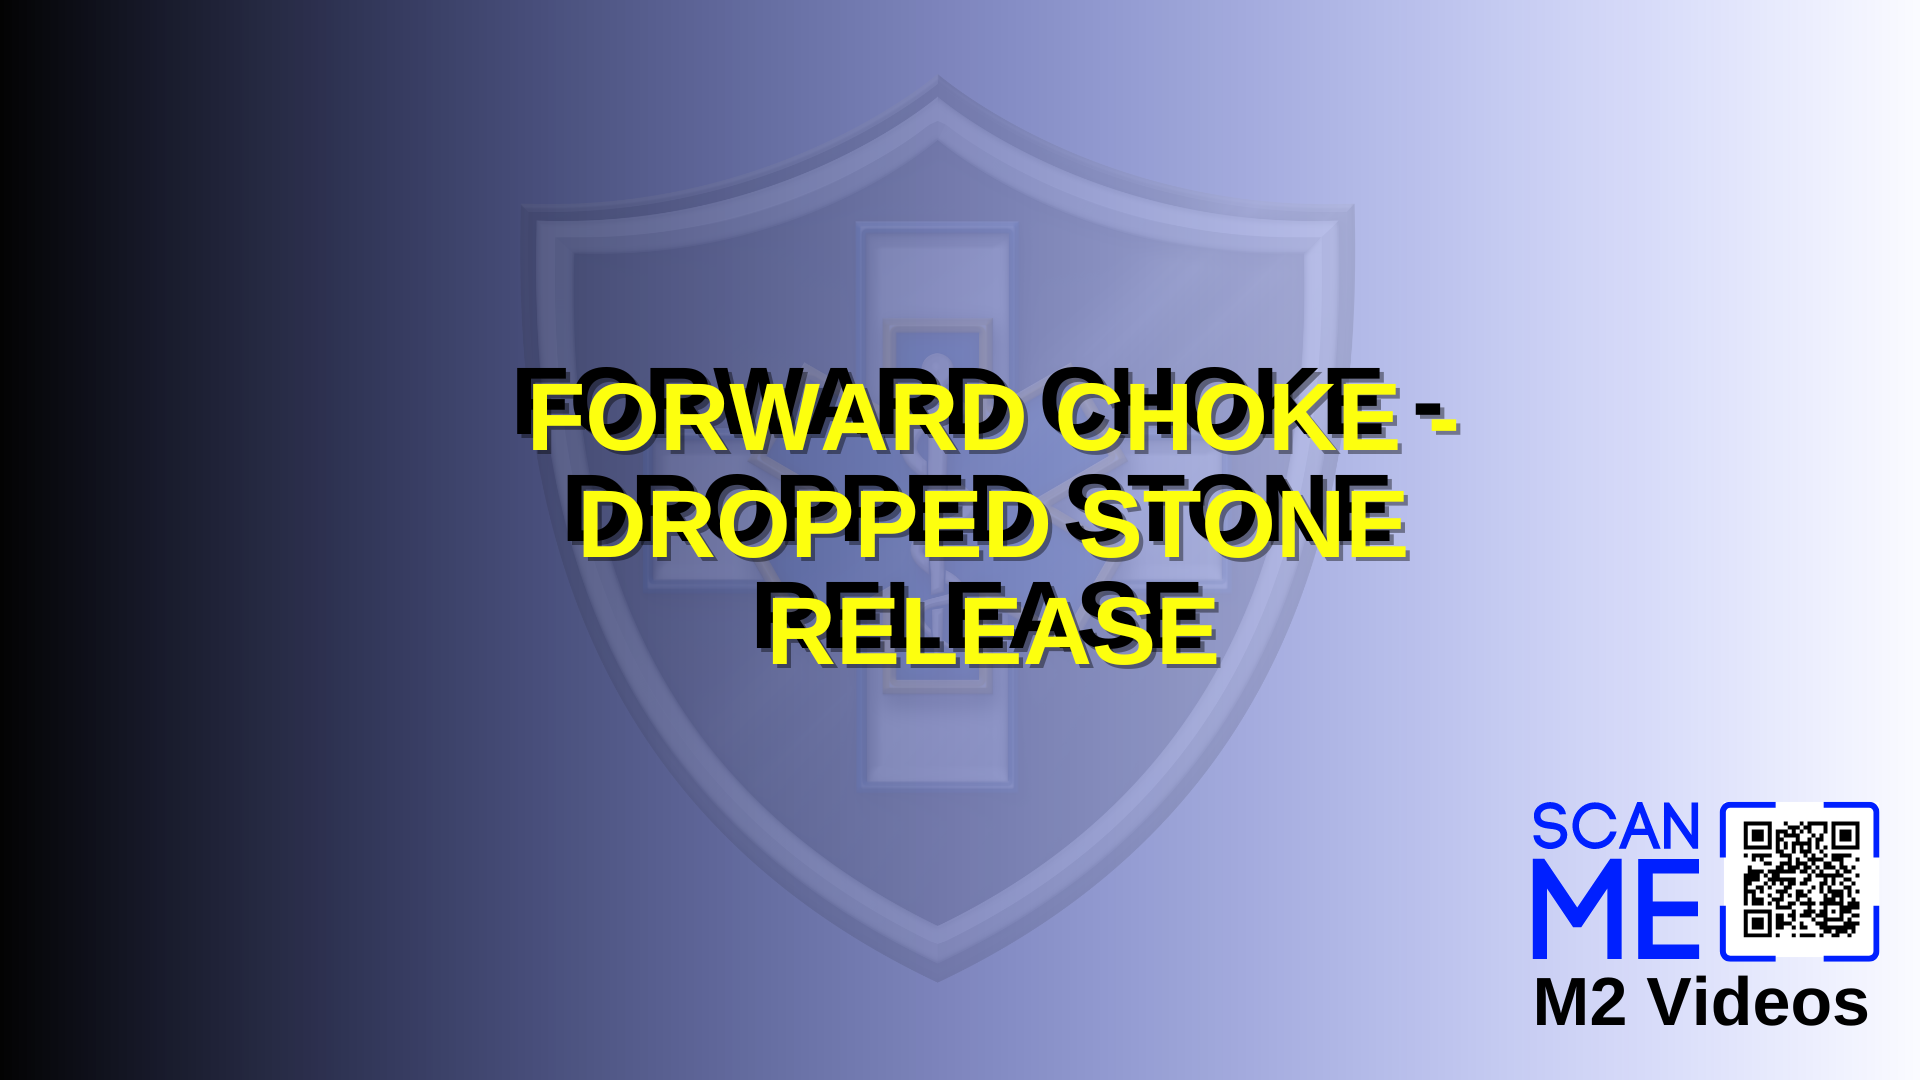 FORWARD CHOKE -
DROPPED STONE
RELEASE
SCAN
ME
M2 Videos